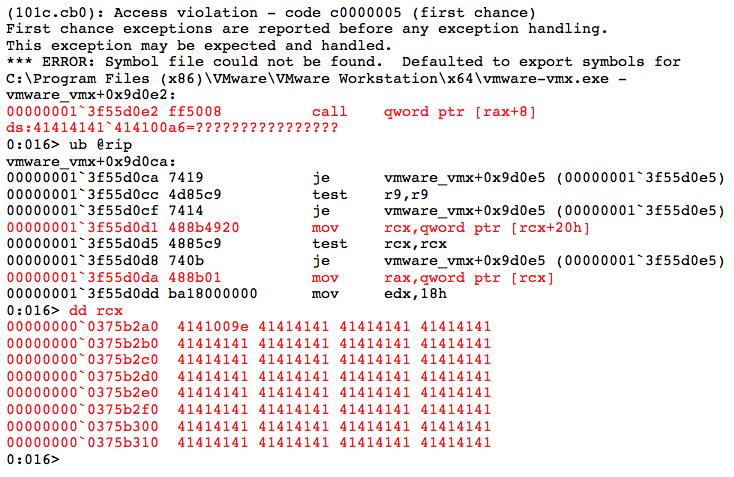 (101c.cb0): Access violation - code c0000005 (first chance)
First chance exceptions are reported before any exception handling.
This exception may be expected and handled.
*** ERROR: Symbol file could not be found.  Defaulted to export symbols for
C:\Program Files (x86)\VMware\VMware Workstation\x64\vmware-vmx.exe -
vmware_vmx+0x9d0e2:
00000001`3f55d0e2 ff5008          call    qword ptr [rax+8]
ds:41414141`414100a6=????????????????
0:016> ub @rip
vmware_vmx+0x9d0ca:
00000001`3f55d0ca 7419            je      vmware_vmx+0x9d0e5 (00000001`3f55d0e5)
00000001`3f55d0cc 4d85c9          test    r9,r9
00000001`3f55d0cf 7414            je      vmware_vmx+0x9d0e5 (00000001`3f55d0e5)
00000001`3f55d0d1 488b4920        mov     rcx,qword ptr [rcx+20h]
00000001`3f55d0d5 4885c9          test    rcx,rcx
00000001`3f55d0d8 740b            je      vmware_vmx+0x9d0e5 (00000001`3f55d0e5)
00000001`3f55d0da 488b01          mov     rax,qword ptr [rcx]
00000001`3f55d0dd ba18000000      mov     edx,18h
0:016> dd rcx
00000000`0375b2a0  4141009e 41414141 41414141 41414141
00000000`0375b2b0  41414141 41414141 41414141 41414141
00000000`0375b2c0  41414141 41414141 41414141 41414141
00000000`0375b2d0  41414141 41414141 41414141 41414141
00000000`0375b2e0  41414141 41414141 41414141 41414141
00000000`0375b2f0  41414141 41414141 41414141 41414141
00000000`0375b300  41414141 41414141 41414141 41414141
00000000`0375b310  41414141 41414141 41414141 41414141
0:016>